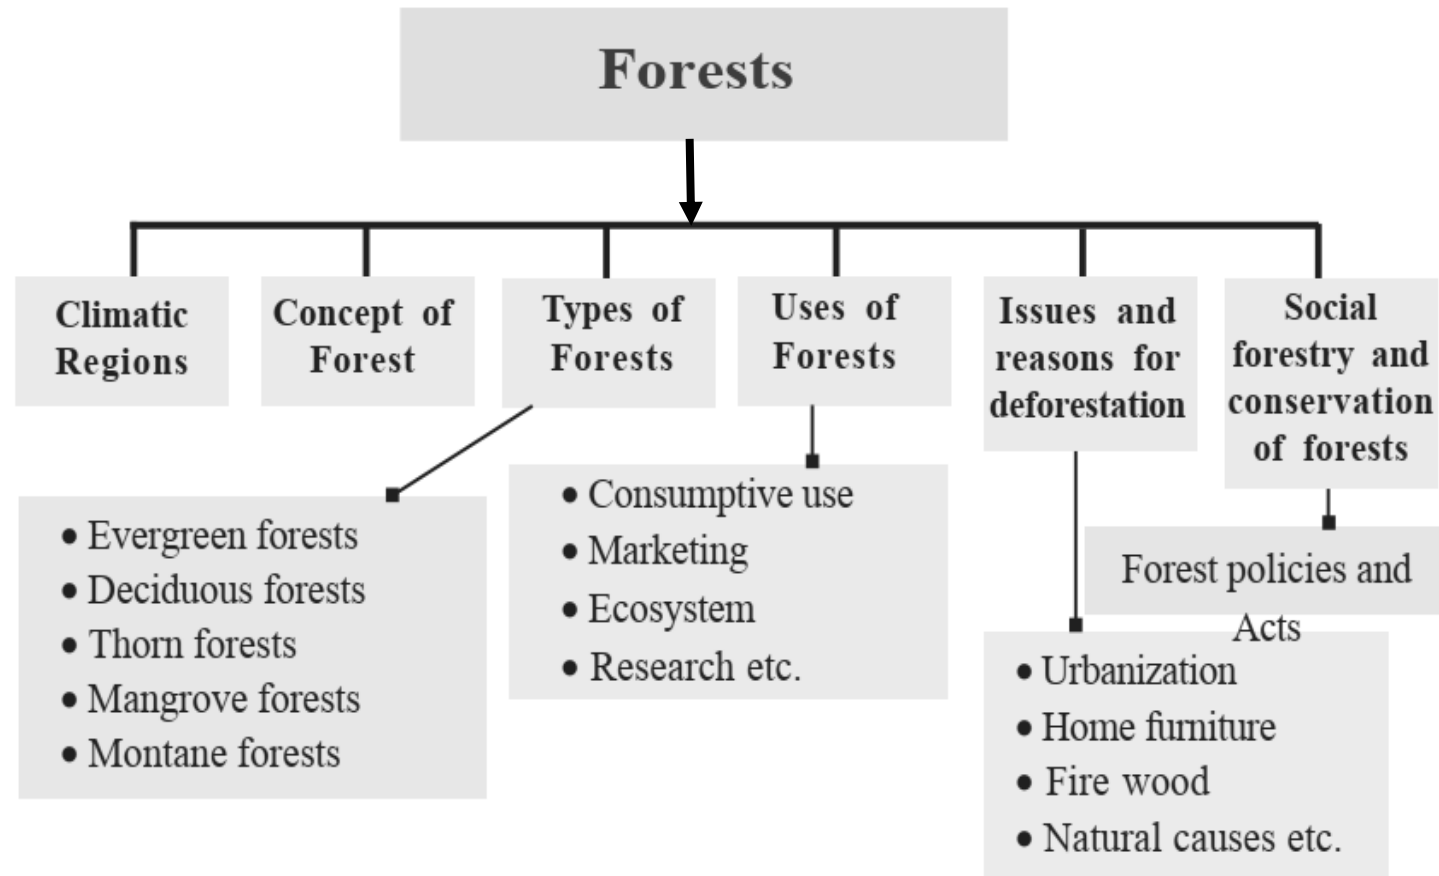 Forests
Climatic
Regions
Concept of
Forest
Types of
Forests
Uses of
Forests
Issues and
reasons for
deforestation
Social
forestry and
conservation
of forests
• Evergreen forests
• Deciduous forests
• Thorn forests
• Mangrove forests
• Montane forests
• Consumptive use
• Marketing
• Ecosystem
• Research etc.
• Urbanization
• Home furniture
• Fire wood
• Natural causes etc.
Forest policies and
Acts